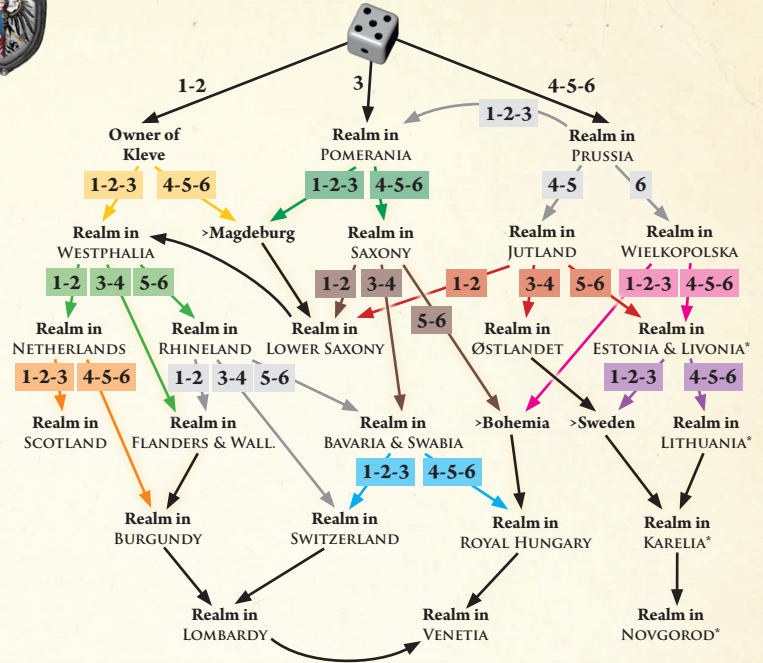 1-2
3
4-5-6
1-2-3
Owner of
Kleve
Realm in
POMERANIA
Realm in
PRUSSIA
1-2-3
4-5-6
1-2-3
4-5-6
4-5
6
Realm in
WESTPHALIA
>Magdeburg
Realm in
SAXONY
Realm in
JUTLAND
Realm in
WIELKOPOLSKA
1-2
3-4
5-6
1-2
3-4
5-6
1-2
3-4
5-6
1-2-3
4-5-6
Realm in
NETHERLANDS
Realm in
RHINELAND
Realm in
LOWER SAXONY
Realm in
ØSTLANDET
Realm in
ESTONIA & LIVONIA*
1-2-3
4-5-6
1-2
3-4
5-6
1-2-3
4-5-6
Realm in
SCOTLAND
Realm in
FLANDERS & WALL.
Realm in
BAVARIA & SWABIA
>Bohemia
>Sweden
Realm in
LITHUANIA*
1-2-3
4-5-6
Realm in
BURGUNDY
Realm in
SWITZERLAND
Realm in
ROYAL HUNGARY
Realm in
KARELIA*
Realm in
LOMBARDY
Realm in
VENETIA
Realm in
NOVGOROD*